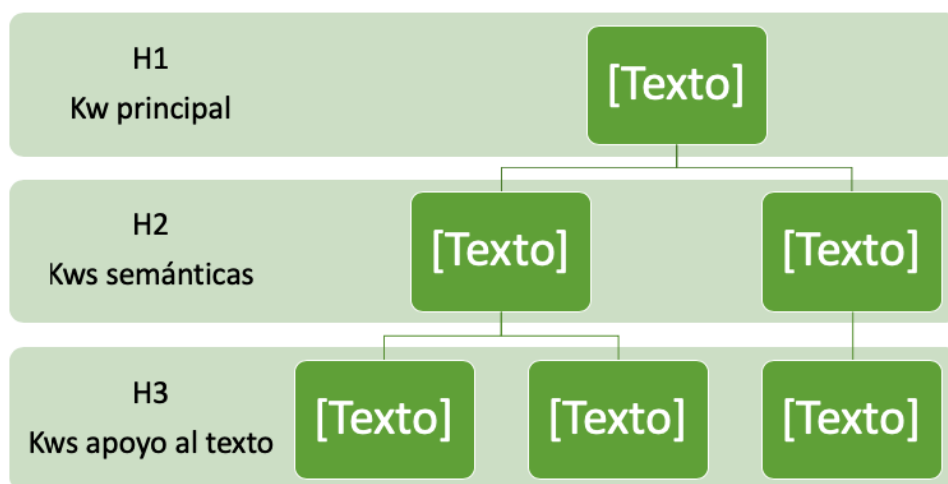 H1
Kw principal
[Texto]
H2
Kws semánticas
[Texto]
[Texto]
H3
Kws apoyo al texto
[Texto]
[Texto]
[Texto]